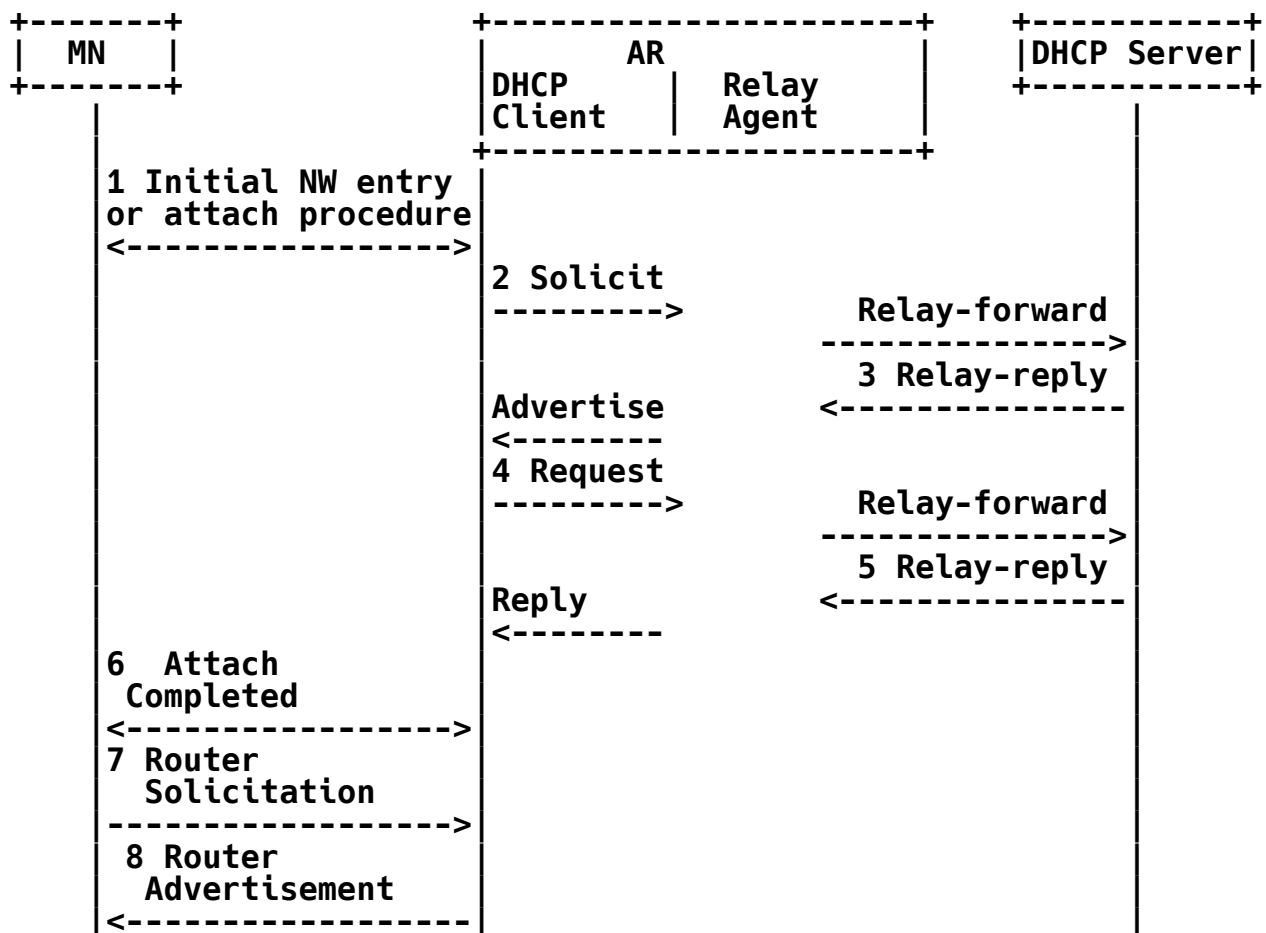 MN AR DHCP Server
DHCP Relay
Client Agent
1 Initial NW entry
or attach procedure
2 Solicit
Relay-forward
3 Relay-reply
Advertise
4 Request
Relay-forward
5 Relay-reply
Reply
6 Attach
Completed
7 Router
Solicitation
8 Router
Advertisement